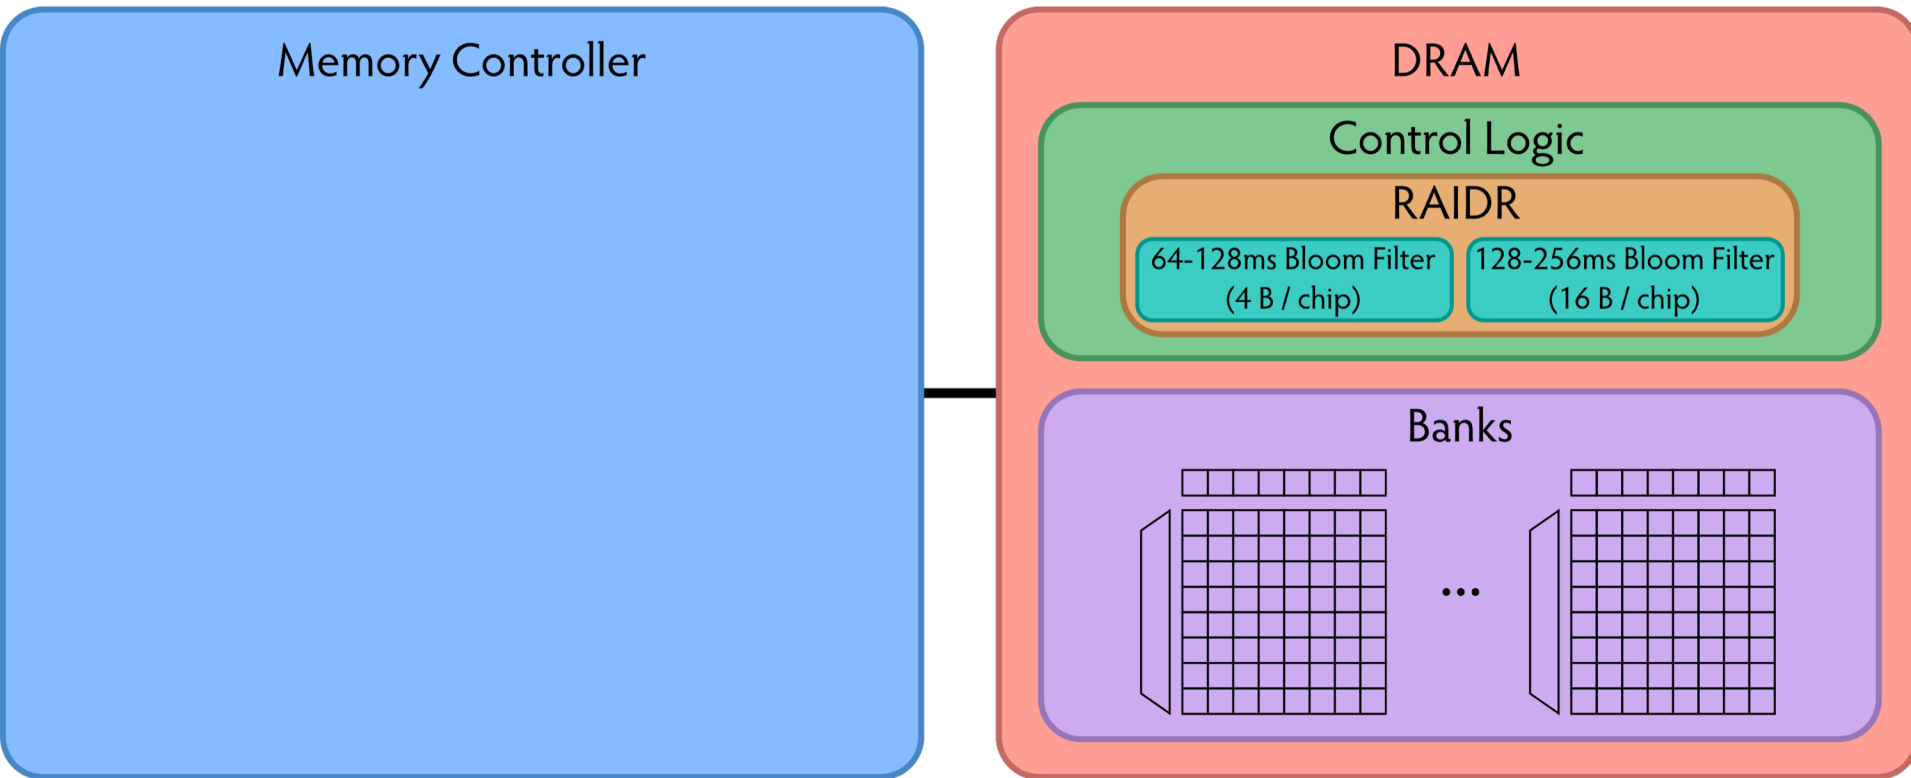 Memory Controller
DRAM
Control Logic
RAIDR
64-128ms Bloom Filter
(4 B / chip)
128-256ms Bloom Filter
(16 B / chip)
Banks
...